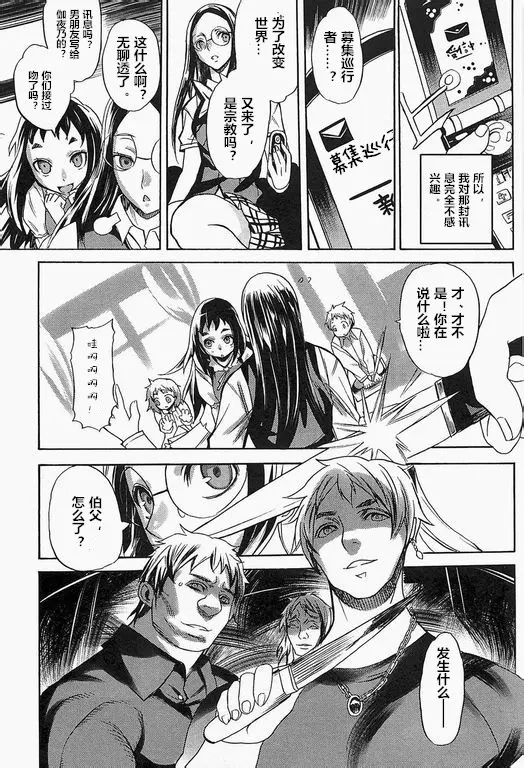 募集巡行
新
所以，
我对那封讯
息完全不感
兴趣。
募集巡行
者……？
为了改变
世界…
又来了，
是宗教吗？
这什么啊？
无聊透了。
讯息吗？
男朋友写给
伽夜乃的？
你们接过
吻了吗？
才、才不
是！你在
说什么啦…
哇啊啊啊啊！
伯父，
怎么了？
发生什
么——